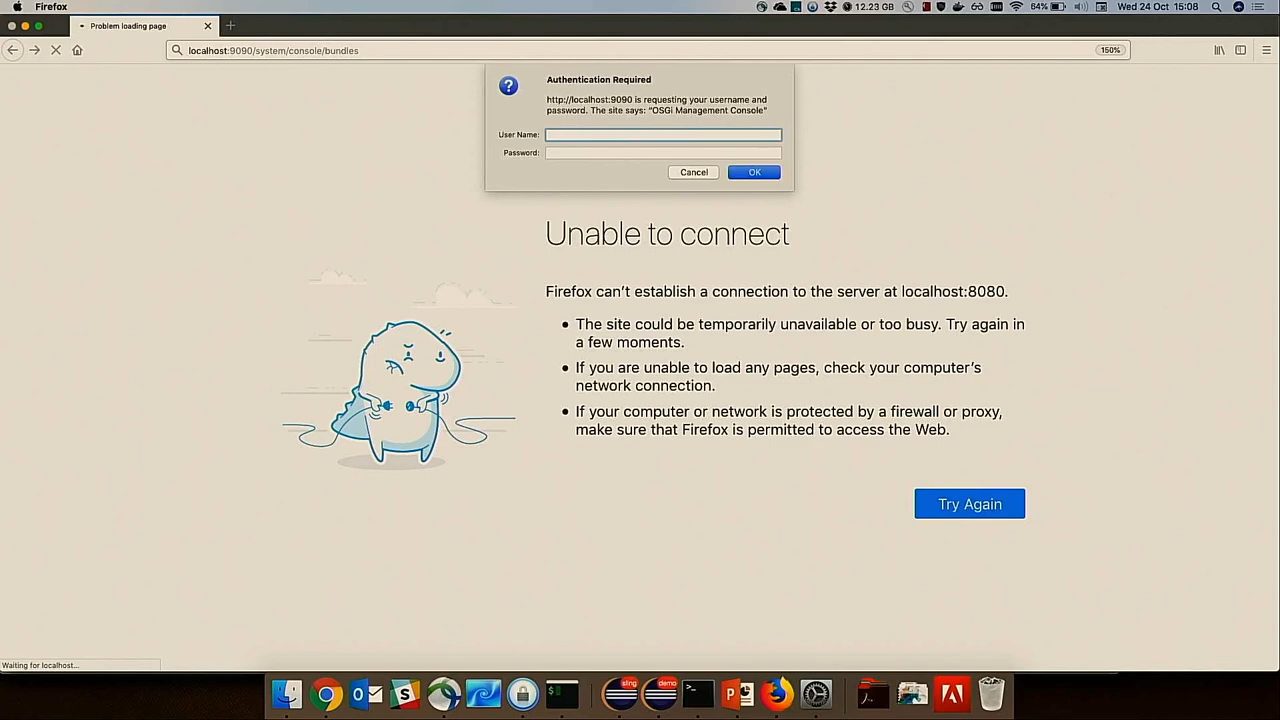 Firefox
12.23 GB
64%
Wed 24 Oct 15:08
Problem loading page
localhost:9090/system/console/bundles
150%
Authentication Required
http://localhost:9090 is requesting your username and
password. The site says: “OSGi Management Console”
User Name:
Password:
Cancel
OK
Unable to connect
Firefox can’t establish a connection to the server at localhost:8080.
The site could be temporarily unavailable or too busy. Try again in
a few moments.
If you are unable to load any pages, check your computer’s
network connection.
If your computer or network is protected by a firewall or proxy,
make sure that Firefox is permitted to access the Web.
Try Again
Waiting for localhost...
sling
demo